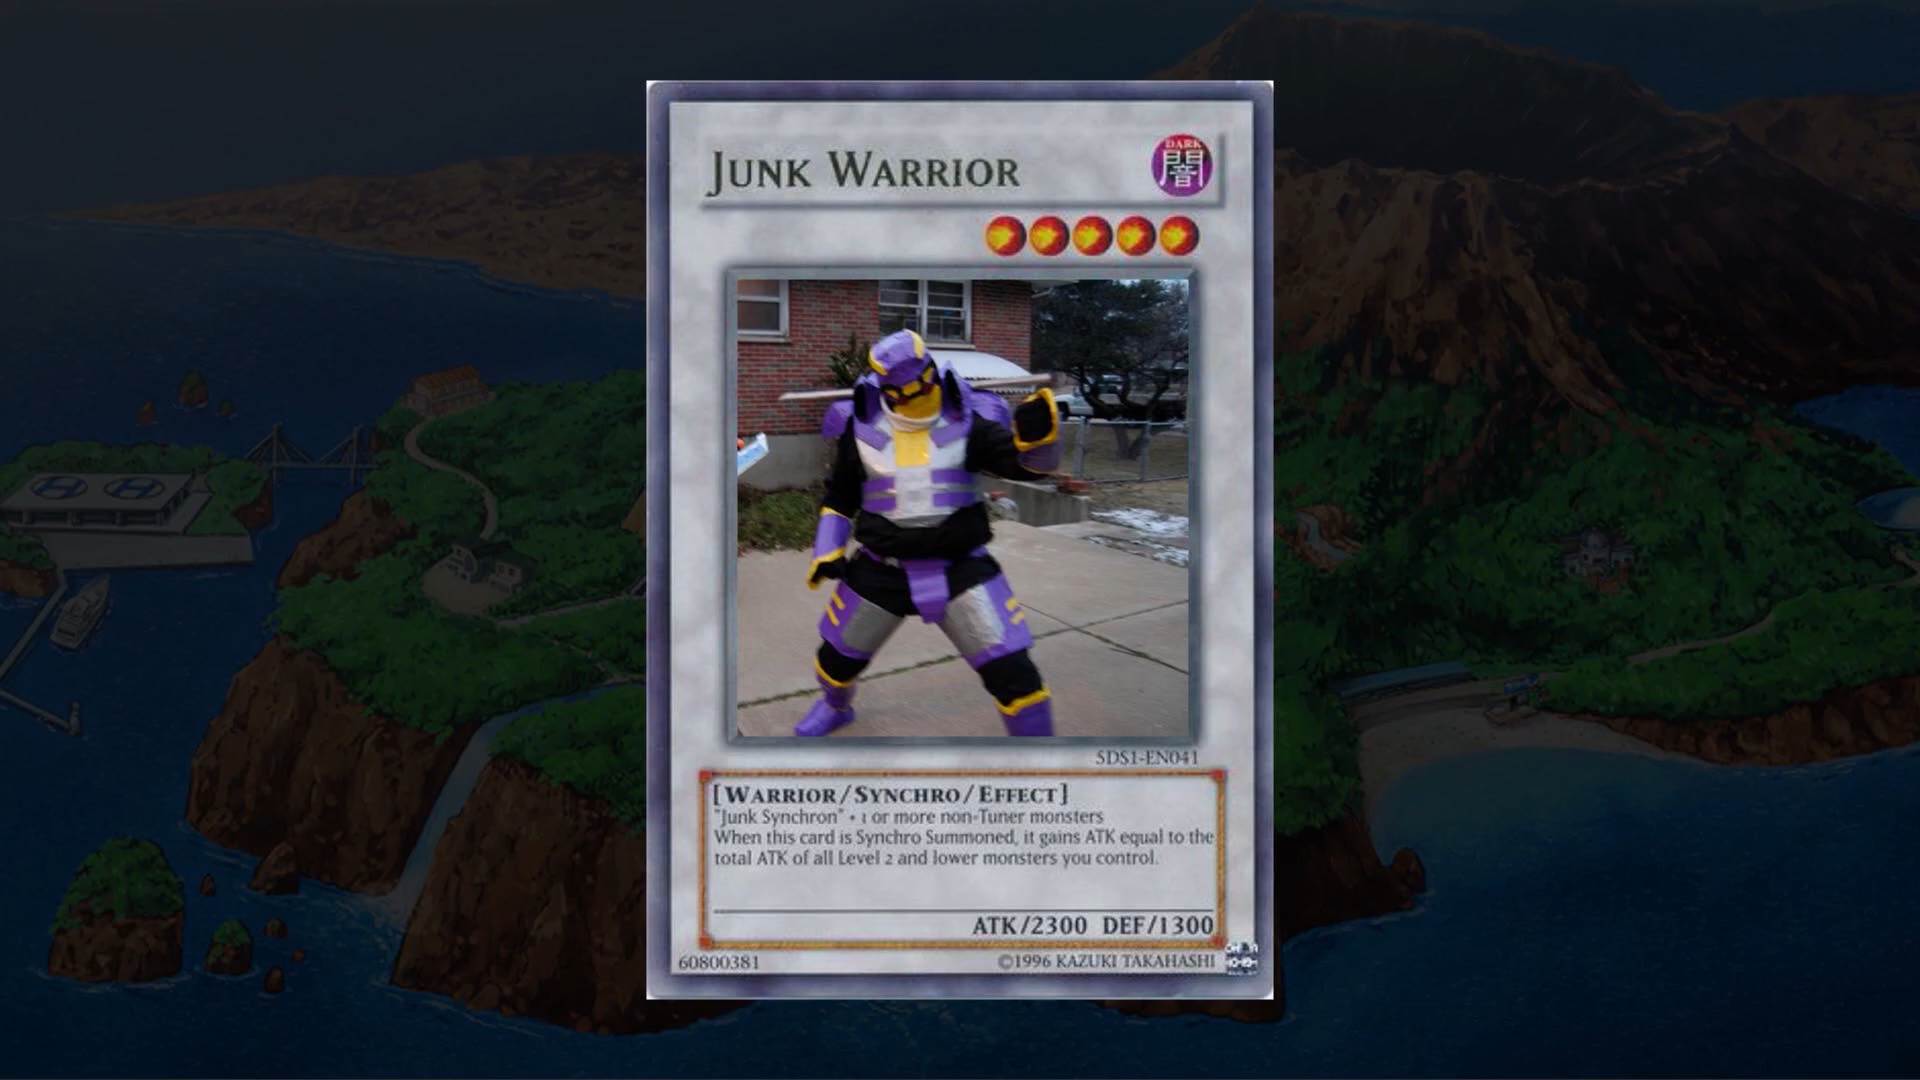 JUNK WARRIOR
DARK
闇
5DS1-EN041
[WARRIOR/SYNCHRO/EFFECT]
"Junk Synchron" + 1 or more non-Tuner monsters
When this card is Synchro Summoned, it gains ATK equal to the
total ATK of all Level 2 and lower monsters you control.
ATK/2300 DEF/1300
60800381
©1996 KAZUKI TAKAHASHI